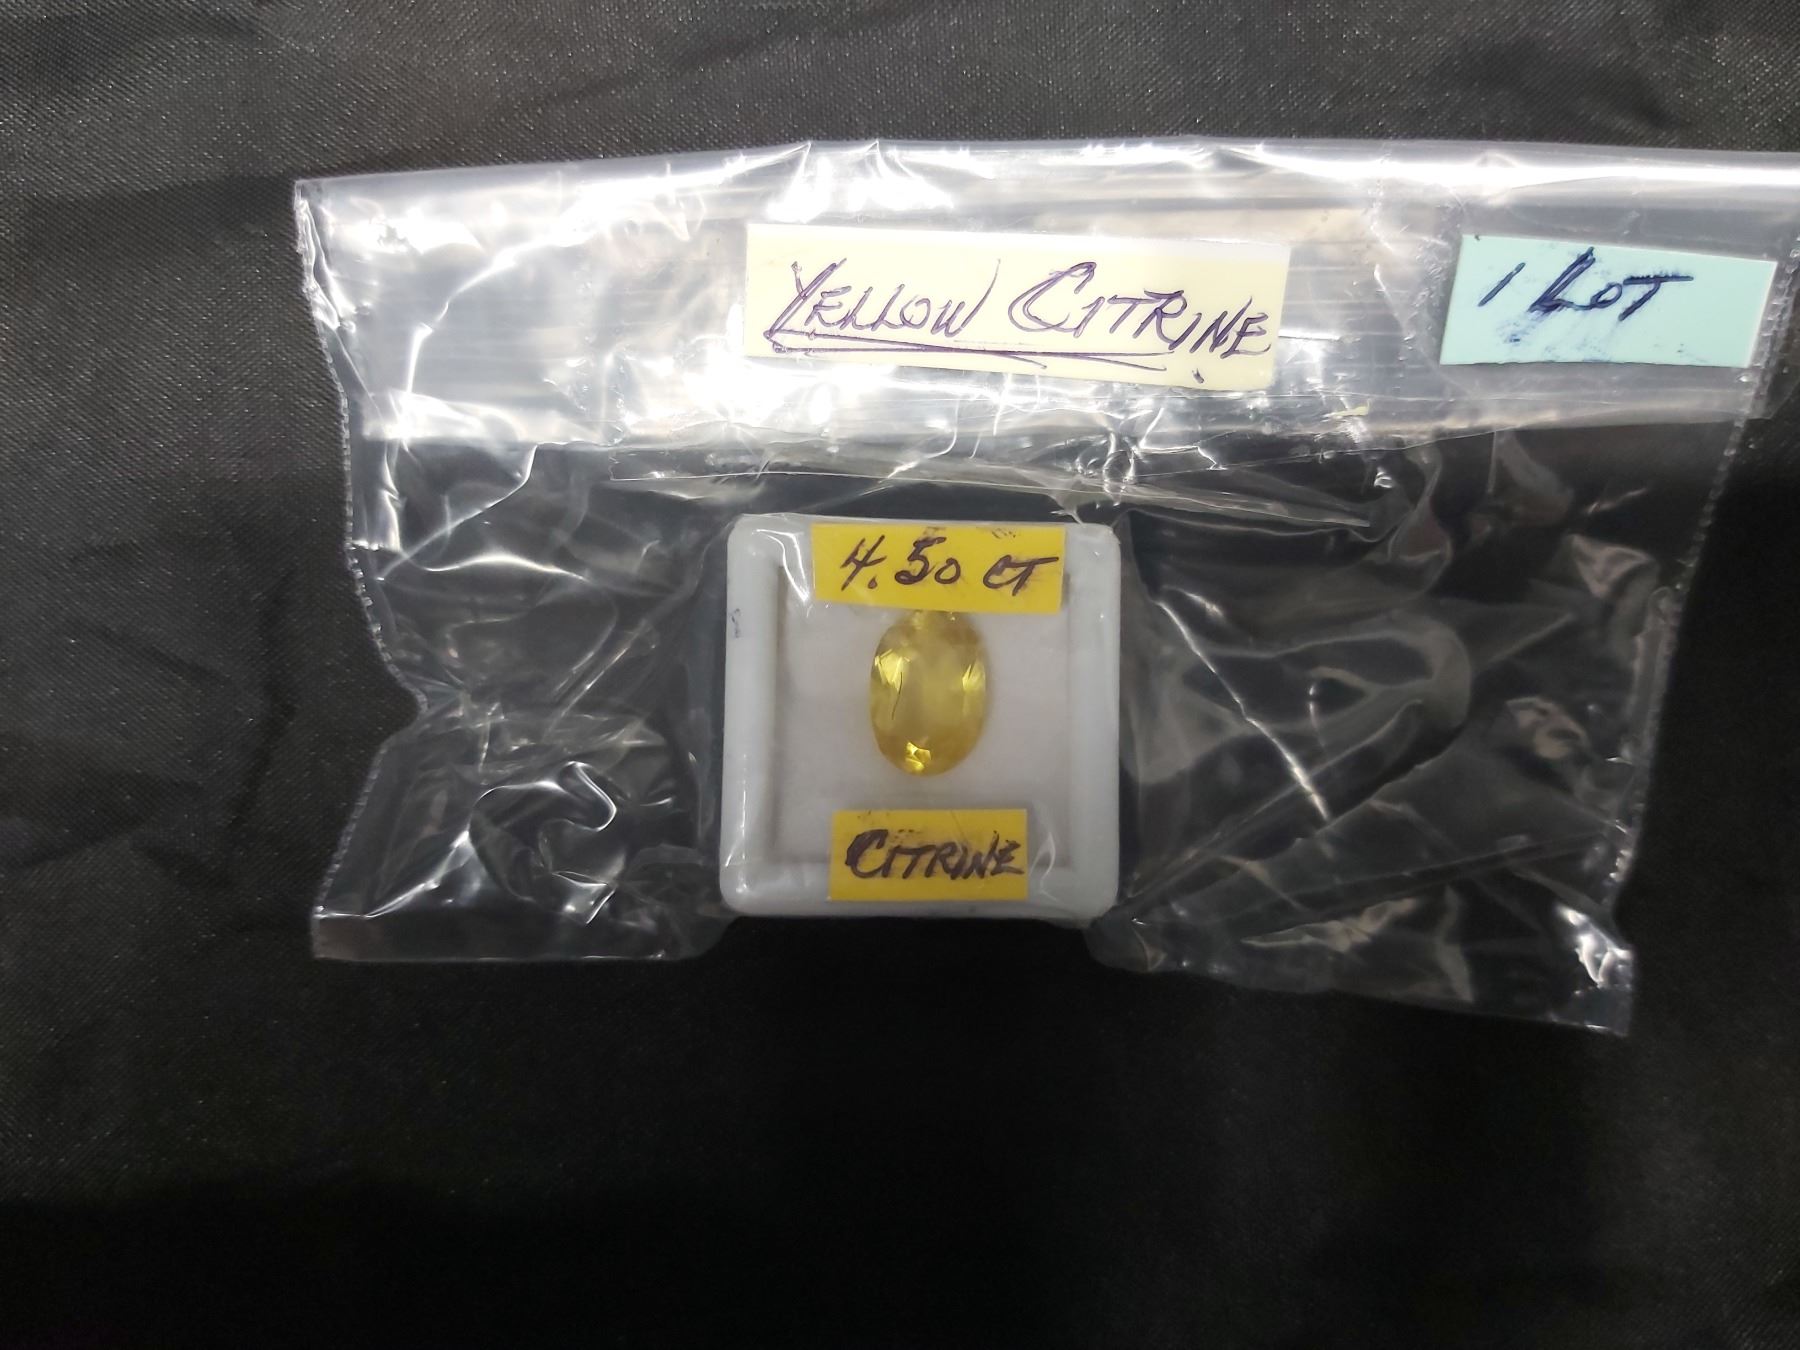 YELLOW CITRINE
1 LOT
4.50 CT
CITRINE